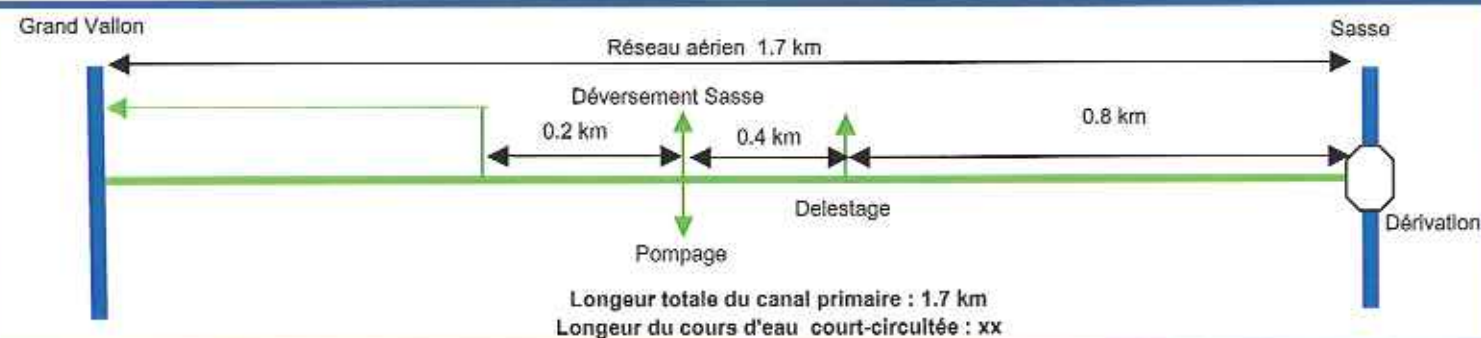 Grand Vallon
Sasse
Réseau aérien 1.7 km
Déversement Sasse
0.2 km
0.4 km
0.8 km
Delestage
Dérivation
Pompage
Longeur totale du canal primaire : 1.7 km
Longeur du cours d'eau court-circuitée : xx